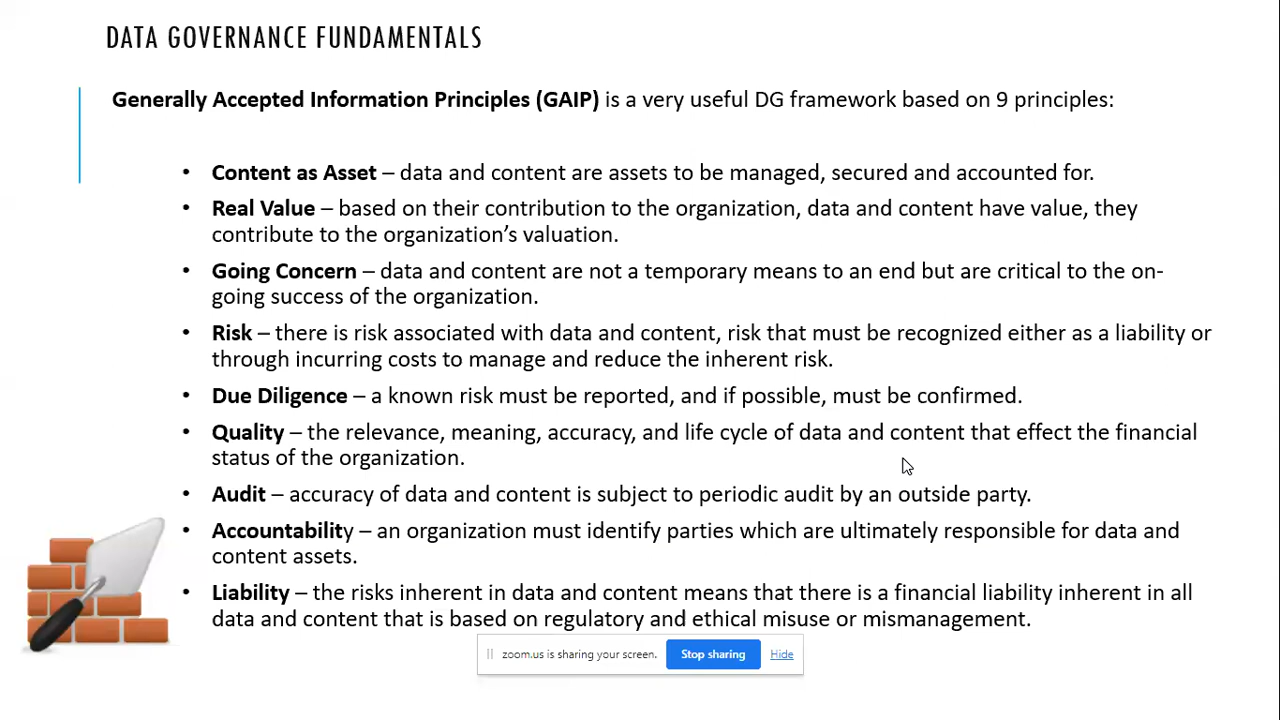 DATA GOVERNANCE FUNDAMENTALS
Generally Accepted Information Principles (GAIP) is a very useful DG framework based on 9 principles:
• Content as Asset – data and content are assets to be managed, secured and accounted for.
• Real Value – based on their contribution to the organization, data and content have value, they
contribute to the organization’s valuation.
• Going Concern – data and content are not a temporary means to an end but are critical to the on-
going success of the organization.
• Risk – there is risk associated with data and content, risk that must be recognized either as a liability or
through incurring costs to manage and reduce the inherent risk.
• Due Diligence – a known risk must be reported, and if possible, must be confirmed.
• Quality – the relevance, meaning, accuracy, and life cycle of data and content that effect the financial
status of the organization.
• Audit – accuracy of data and content is subject to periodic audit by an outside party.
• Accountability – an organization must identify parties which are ultimately responsible for data and
content assets.
• Liability – the risks inherent in data and content means that there is a financial liability inherent in all
data and content that is based on regulatory and ethical misuse or mismanagement.
zoom.us is sharing your screen. Stop sharing Hide